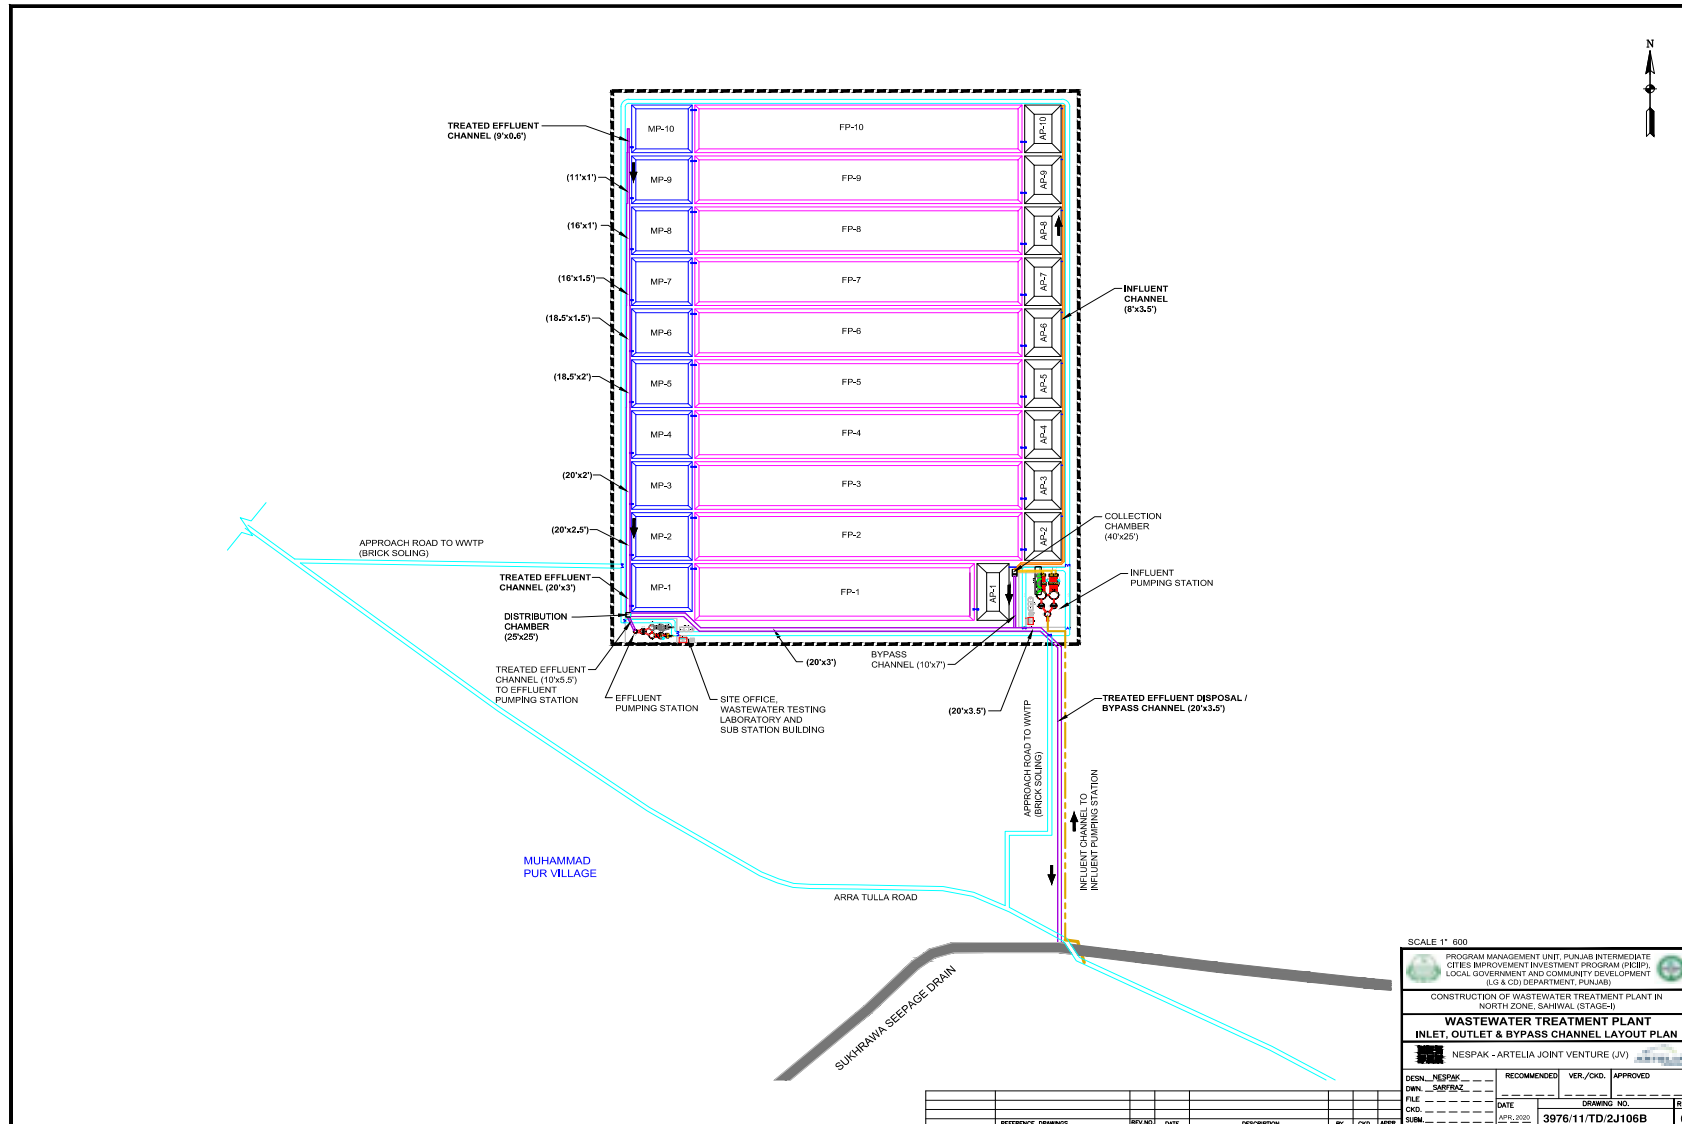 N
TREATED EFFLUENT
CHANNEL (9'x0.6')
(11'x1')
(16'x1')
(16'x1.5')
(18.5'x1.5')
(18.5'x2')
(20'x2')
(20'x2.5')
TREATED EFFLUENT
CHANNEL (20'x3')
DISTRIBUTION
CHAMBER
(25'x25')
TREATED EFFLUENT
CHANNEL (10'x5.5')
TO EFFLUENT
PUMPING STATION
EFFLUENT
PUMPING STATION
SITE OFFICE,
WASTEWATER TESTING
LABORATORY AND
SUB STATION BUILDING
MP-10 FP-10 AP-10
MP-9 FP-9 AP-9
MP-8 FP-8 AP-8
MP-7 FP-7 AP-7
MP-6 FP-6 AP-6
MP-5 FP-5 AP-5
MP-4 FP-4 AP-4
MP-3 FP-3 AP-3
MP-2 FP-2 AP-2
MP-1 FP-1 AP-1
INFLUENT
CHANNEL
(8'x3.5')
COLLECTION
CHAMBER
(40'x25')
INFLUENT
PUMPING STATION
(20'x3')
BYPASS
CHANNEL (10'x7')
(20'x3.5')
TREATED EFFLUENT DISPOSAL /
BYPASS CHANNEL (20'x3.5')
APPROACH ROAD TO WWTP
(BRICK SOLING)
APPROACH ROAD TO WWTP
(BRICK SOLING)
INFLUENT CHANNEL TO
INFLUENT PUMPING STATION
MUHAMMAD
PUR VILLAGE
ARRA TULLA ROAD
SUKHRAWA SEEPAGE DRAIN
SCALE 1" 600
PROGRAM MANAGEMENT UNIT, PUNJAB INTERMEDIATE
CITIES IMPROVEMENT INVESTMENT PROGRAM (PICIIP),
LOCAL GOVERNMENT AND COMMUNITY DEVELOPMENT
(LG & CD) DEPARTMENT, PUNJAB)
CONSTRUCTION OF WASTEWATER TREATMENT PLANT IN
NORTH ZONE, SAHIWAL (STAGE-I)
WASTEWATER TREATMENT PLANT
INLET, OUTLET & BYPASS CHANNEL LAYOUT PLAN
NESPAK - ARTELIA JOINT VENTURE (JV)
DESN. NESPAK
DWN. SARFRAZ
FILE
CKD.
SUBM.
RECOMMENDED VER./CKD. APPROVED
DATE DRAWING NO.
APR. 2020 3976/11/TD/2J106B
REFERENCE DRAWINGS REV.NO. DATE DESCRIPTION BY CKD. APPR.